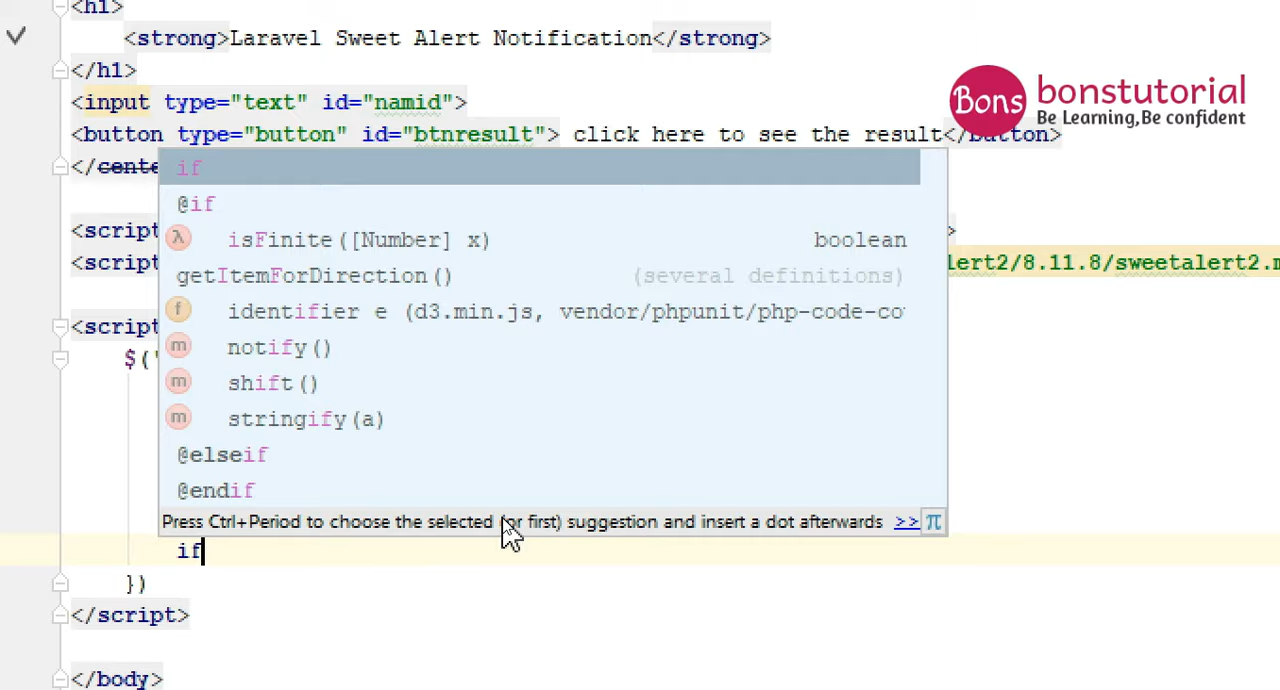 <h1>
<strong>Laravel Sweet Alert Notification</strong>
</h1>
<input type="text" id="namid">
<button type="button" id="btnresult"> click here to see the result</button>
</cente
Bons bonstutorial
Be Learning,Be confident
if
@if
λ isFinite([Number] x) boolean
getItemForDirection() (several definitions)
f identifier e (d3.min.js, vendor/phpunit/php-code-co
m notify()
m shift()
m stringify(a)
@elseif
@endif
Press Ctrl+Period to choose the selected (or first) suggestion and insert a dot afterwards >> π
<script >
<script lert2/8.11.8/sweetalert2.m
<script
$('
if
})
</script>
</body>